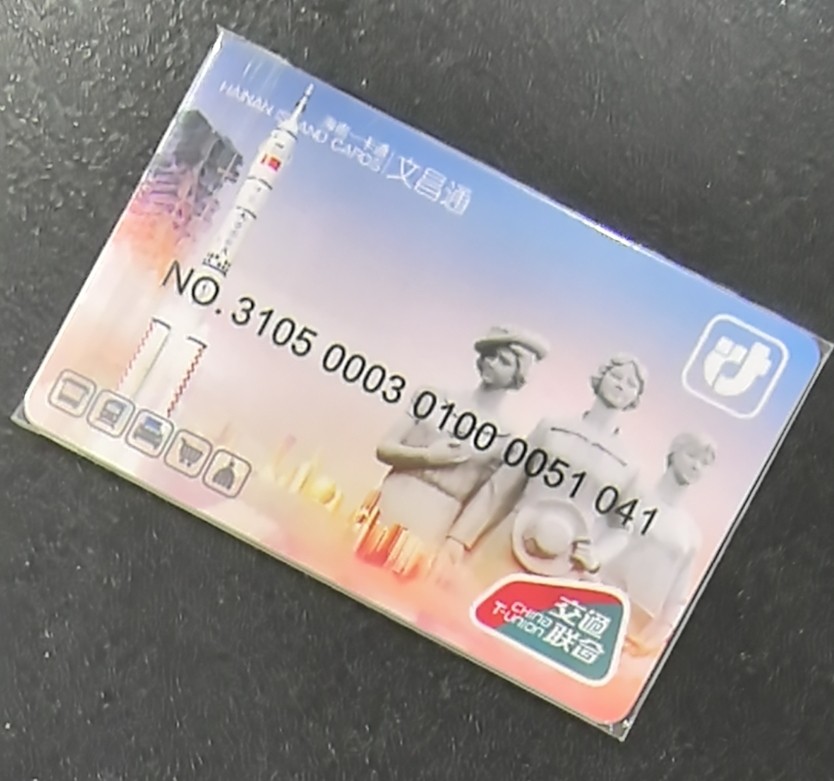 海南一卡通
HAINAN ISLAND CARDS
文昌通
NO. 3105 0003 0100 0051 041
交通
联合
CHINA
T-UNION